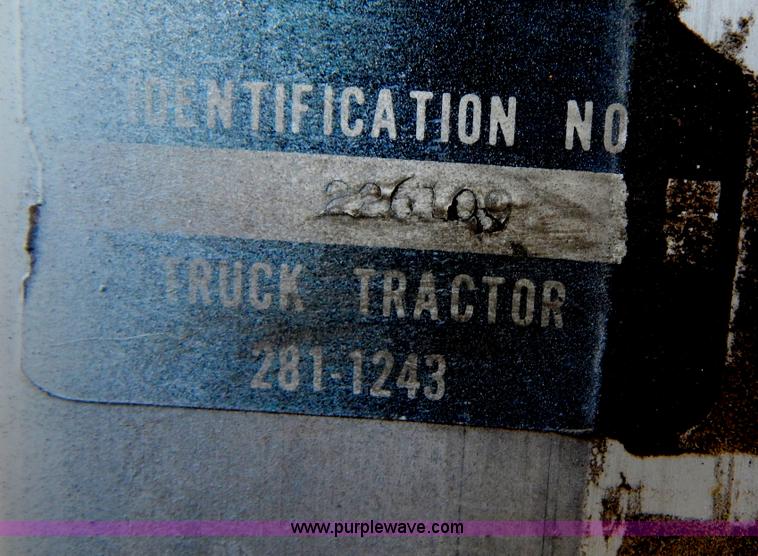 IDENTIFICATION NO
226109
TRUCK TRACTOR
281-1243
www.purplewave.com